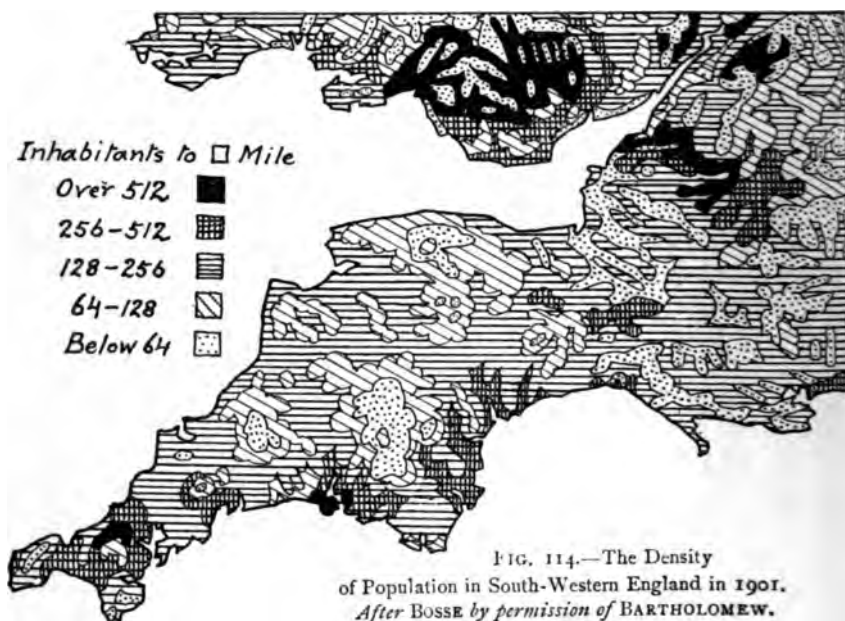 Inhabitants to □ Mile
Over 512
256-512
128-256
64-128
Below 64
FIG. 114.—The Density
of Population in South-Western England in 1901.
After BOSSE by permission of BARTHOLOMEW.